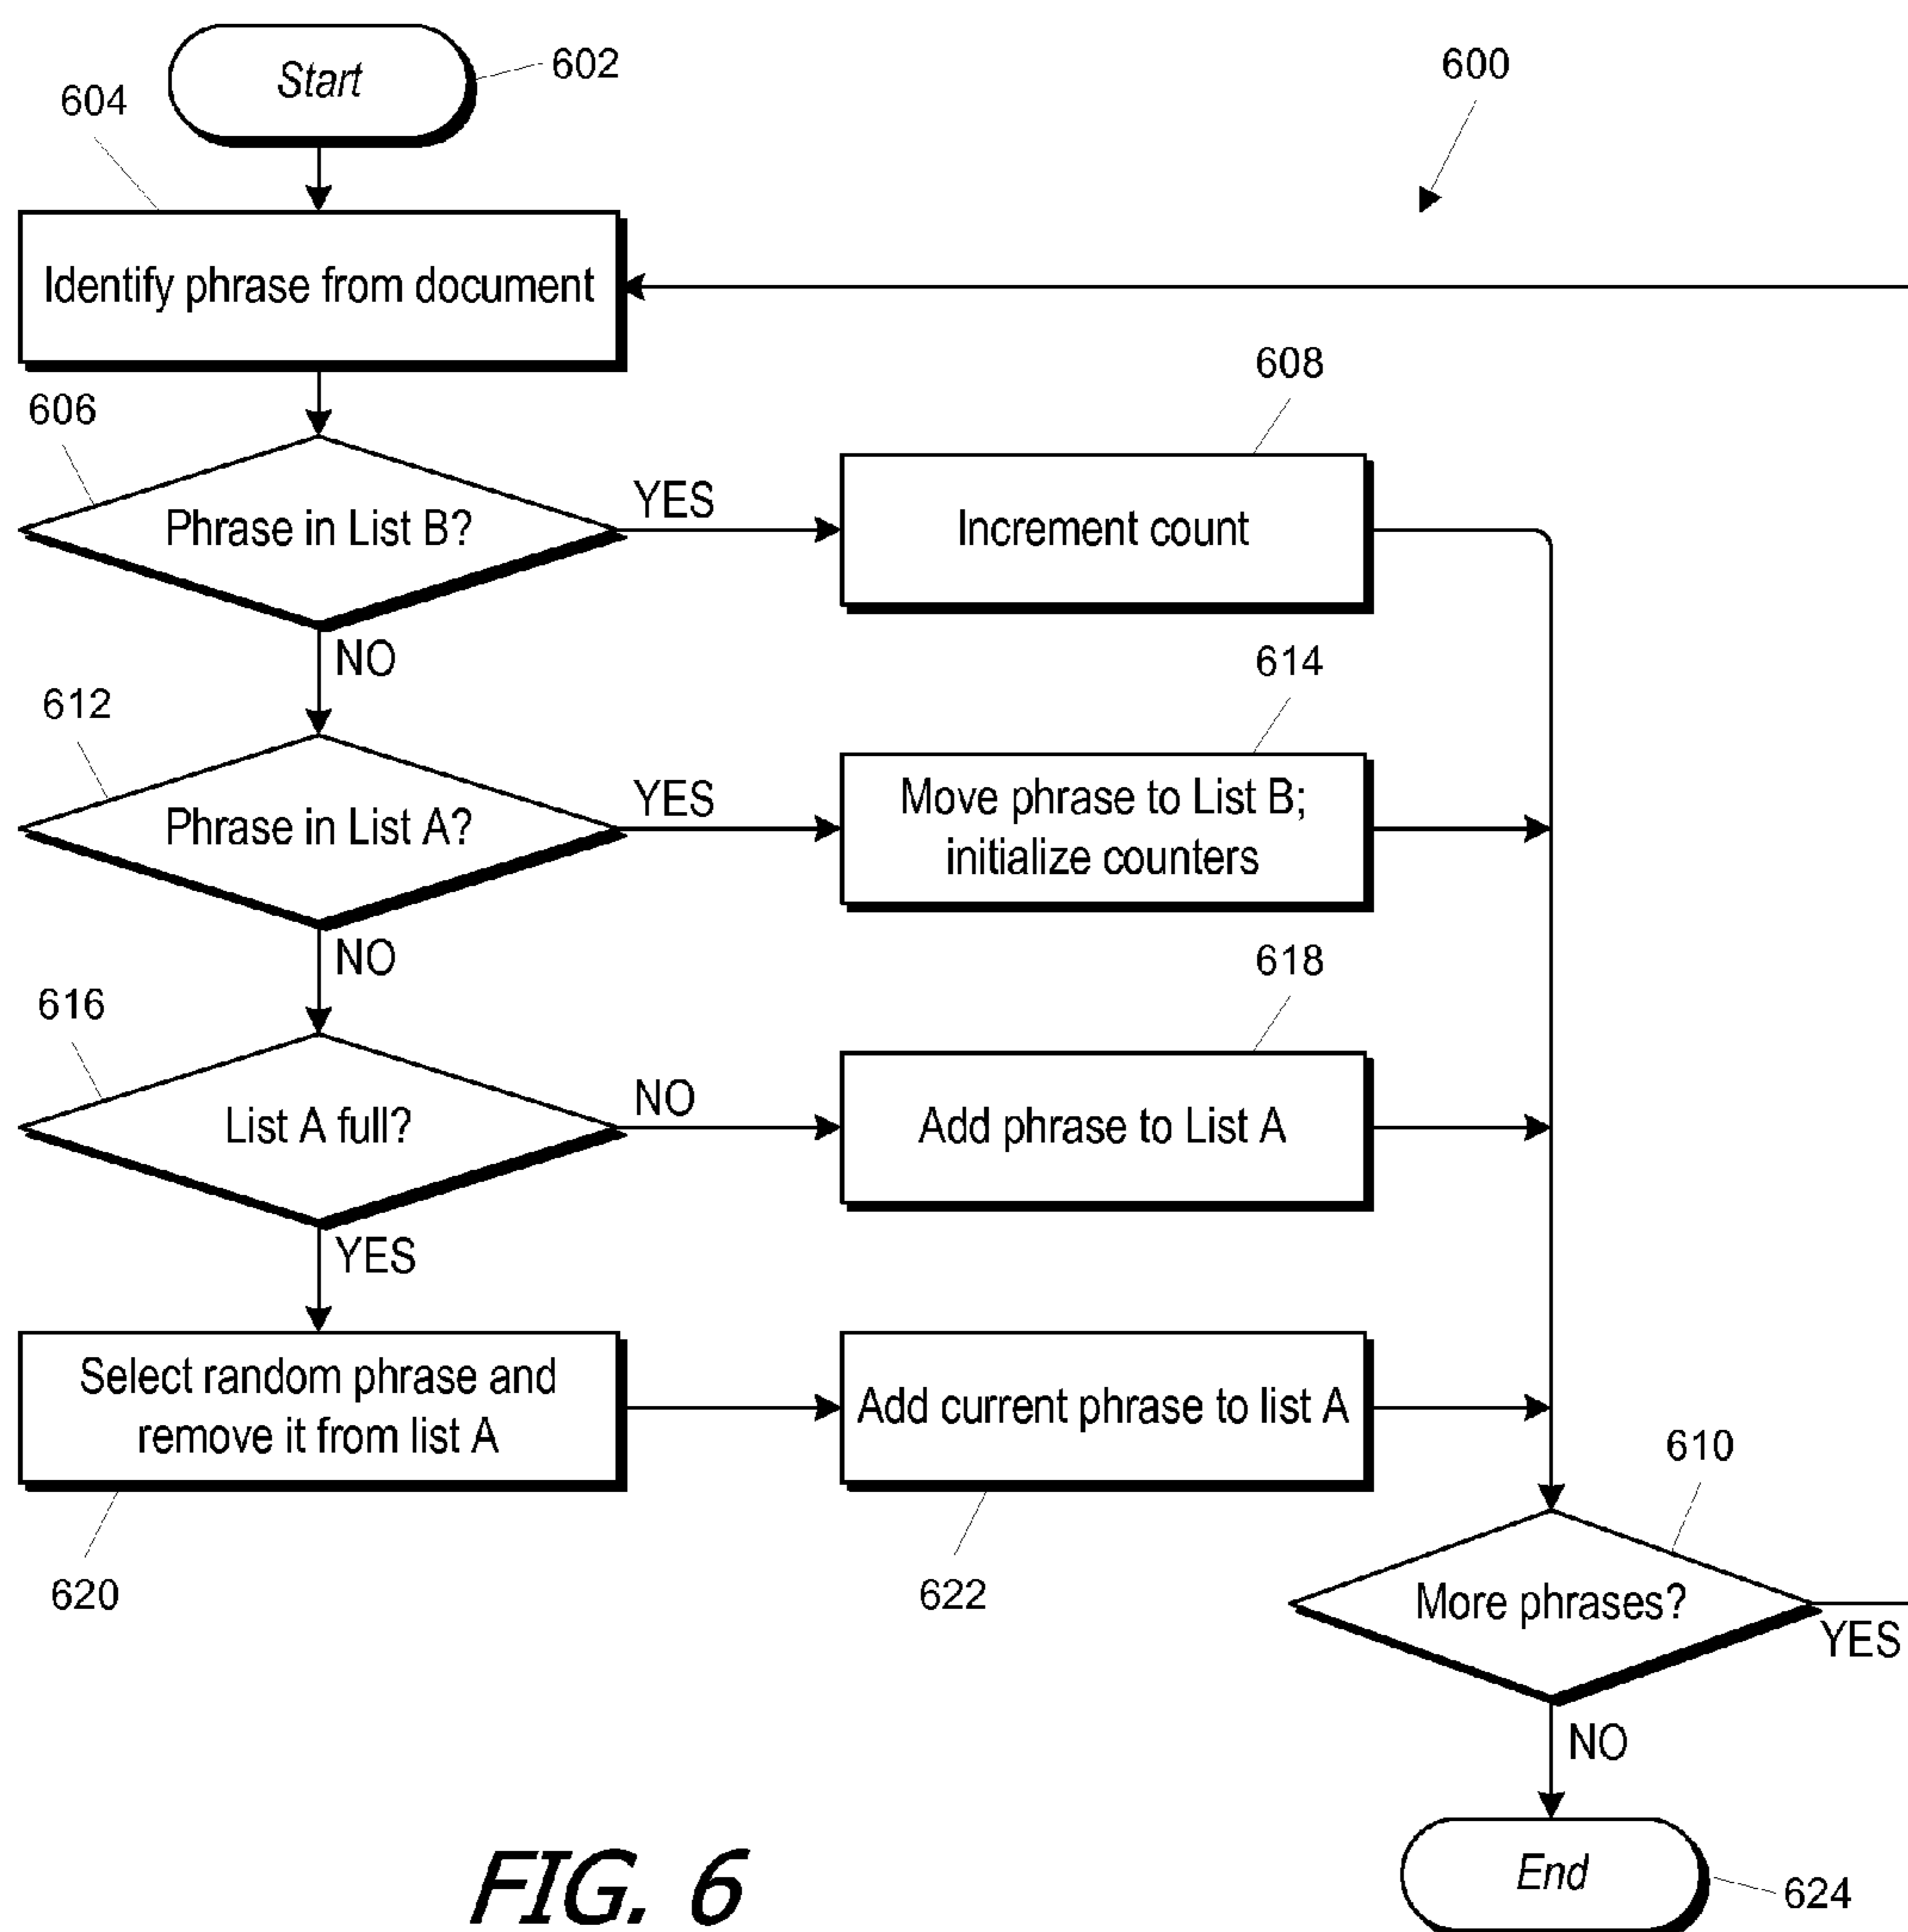 Start
602
600
604
Identify phrase from document
608
606
Phrase in List B?
YES
Increment count
NO
614
612
Phrase in List A?
YES
Move phrase to List B;
initialize counters
NO
618
616
List A full?
NO
Add phrase to List A
YES
Select random phrase and
remove it from list A
Add current phrase to list A
610
620
622
More phrases?
YES
NO
End
624
FIG. 6